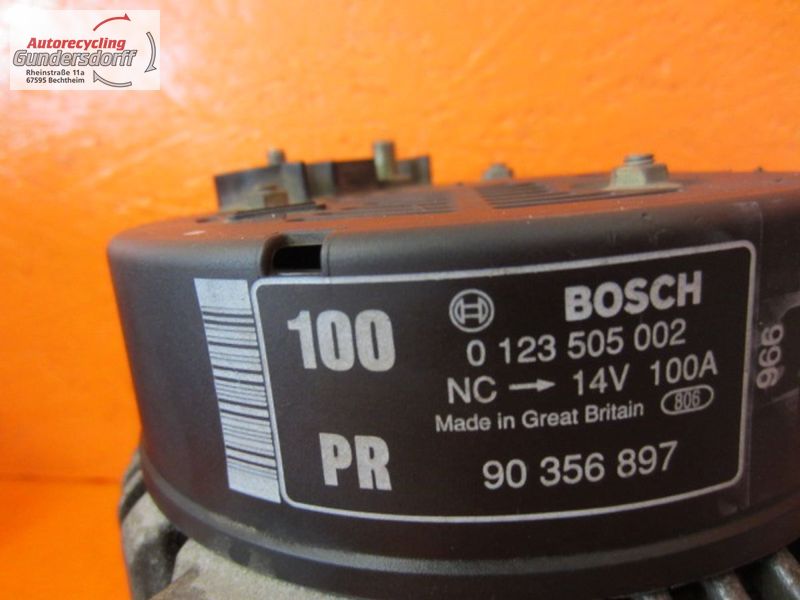 Autorecycling
Gundersdorff
Rheinstraße 11a
67595 Bechtheim
100
BOSCH
0 123 505 002
NC → 14V 100A
Made in Great Britain 806
PR
90 356 897
966